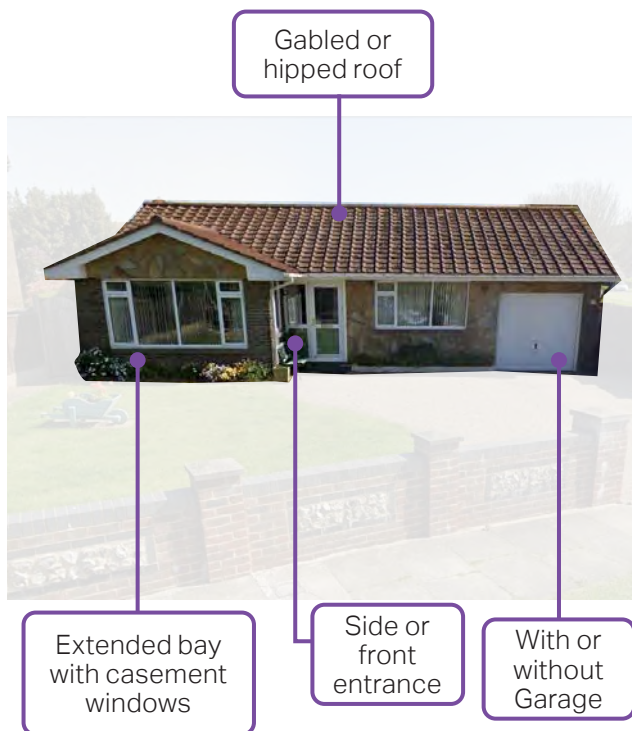 Gabled or
hipped roof
Extended bay
with casement
windows
Side or
front
entrance
With or
without
Garage